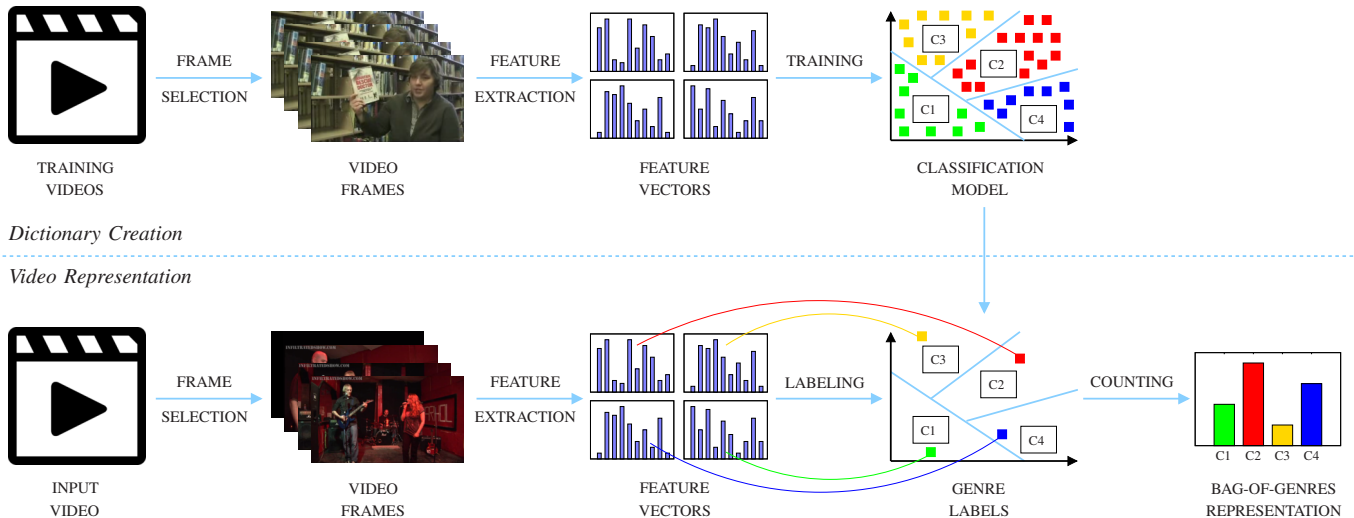 FRAME
SELECTION
FEATURE
EXTRACTION
TRAINING
C3
C2
C1
C4
TRAINING
VIDEOS
VIDEO
FRAMES
FEATURE
VECTORS
CLASSIFICATION
MODEL
Dictionary Creation
Video Representation
FRAME
SELECTION
FEATURE
EXTRACTION
LABELING
C3
C2
C1
C4
COUNTING
C1 C2 C3 C4
INPUT
VIDEO
VIDEO
FRAMES
FEATURE
VECTORS
GENRE
LABELS
BAG-OF-GENRES
REPRESENTATION